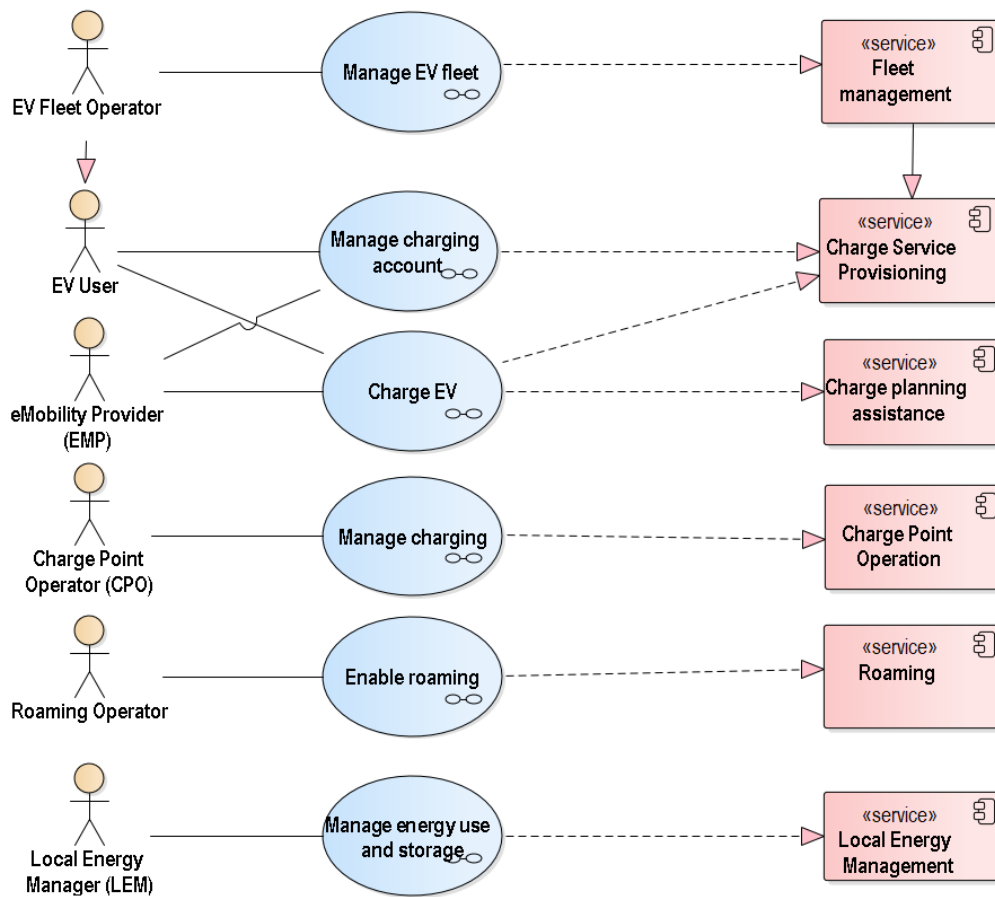 EV Fleet Operator
Manage EV fleet
«service»
Fleet
management
EV User
Manage charging
account
«service»
Charge Service
Provisioning
eMobility Provider
(EMP)
Charge EV
«service»
Charge planning
assistance
Charge Point
Operator (CPO)
Manage charging
«service»
Charge Point
Operation
Roaming Operator
Enable roaming
«service»
Roaming
Local Energy
Manager (LEM)
Manage energy use
and storage
«service»
Local Energy
Management